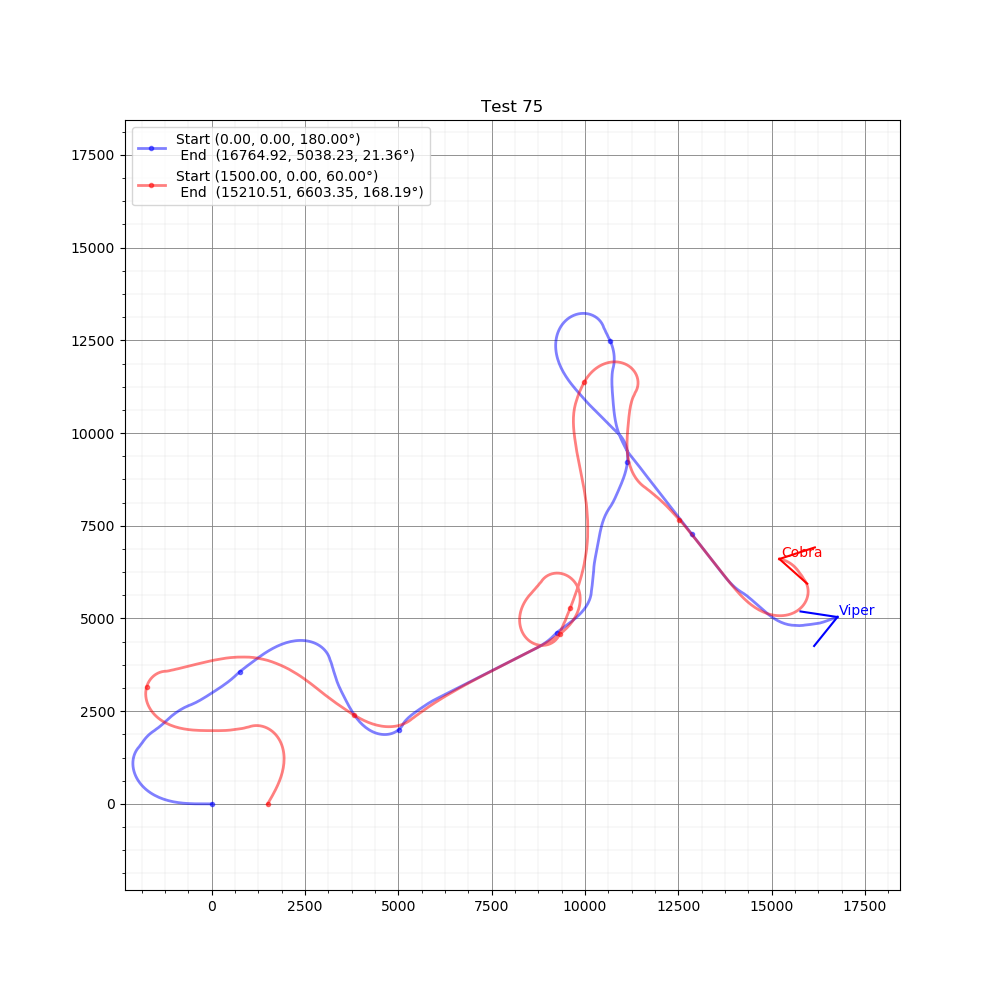 Test 75
Start (0.00, 0.00, 180.00°)
End (16764.92, 5038.23, 21.36°)
Start (1500.00, 0.00, 60.00°)
End (15210.51, 6603.35, 168.19°)
17500
15000
12500
10000
7500
5000
2500
0
Cobra
Viper
0 2500 5000 7500 10000 12500 15000 17500